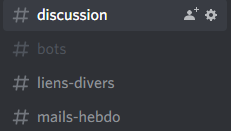 # discussion
# bots
# liens-divers
# mails-hebdo